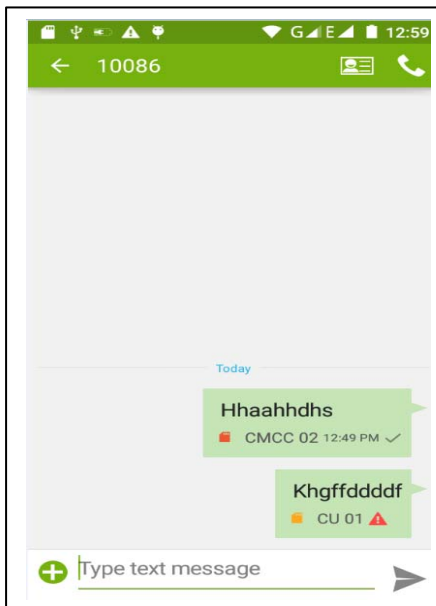 G E 12:59
10086
Today
Hhaahhdhs
CMCC 02 12:49 PM
Khgffddddf
CU 01
Type text message